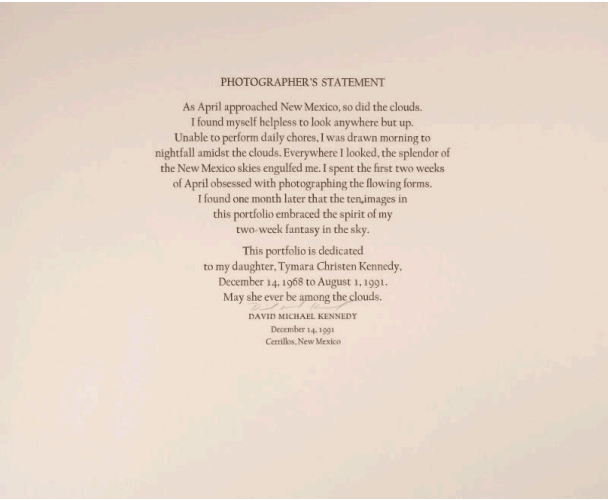 PHOTOGRAPHER'S STATEMENT
As April approached New Mexico, so did the clouds.
I found myself helpless to look anywhere but up.
Unable to perform daily chores, I was drawn morning to
nightfall amidst the clouds. Everywhere I looked, the splendor of
the New Mexico skies engulfed me. I spent the first two weeks
of April obsessed with photographing the flowing forms.
I found one month later that the ten images in
this portfolio embraced the spirit of my
two-week fantasy in the sky.
This portfolio is dedicated
to my daughter, Tymara Christen Kennedy,
December 14, 1968 to August 1, 1991.
May she ever be among the clouds.
DAVID MICHAEL KENNEDY
December 14, 1991
Cerrillos, New Mexico